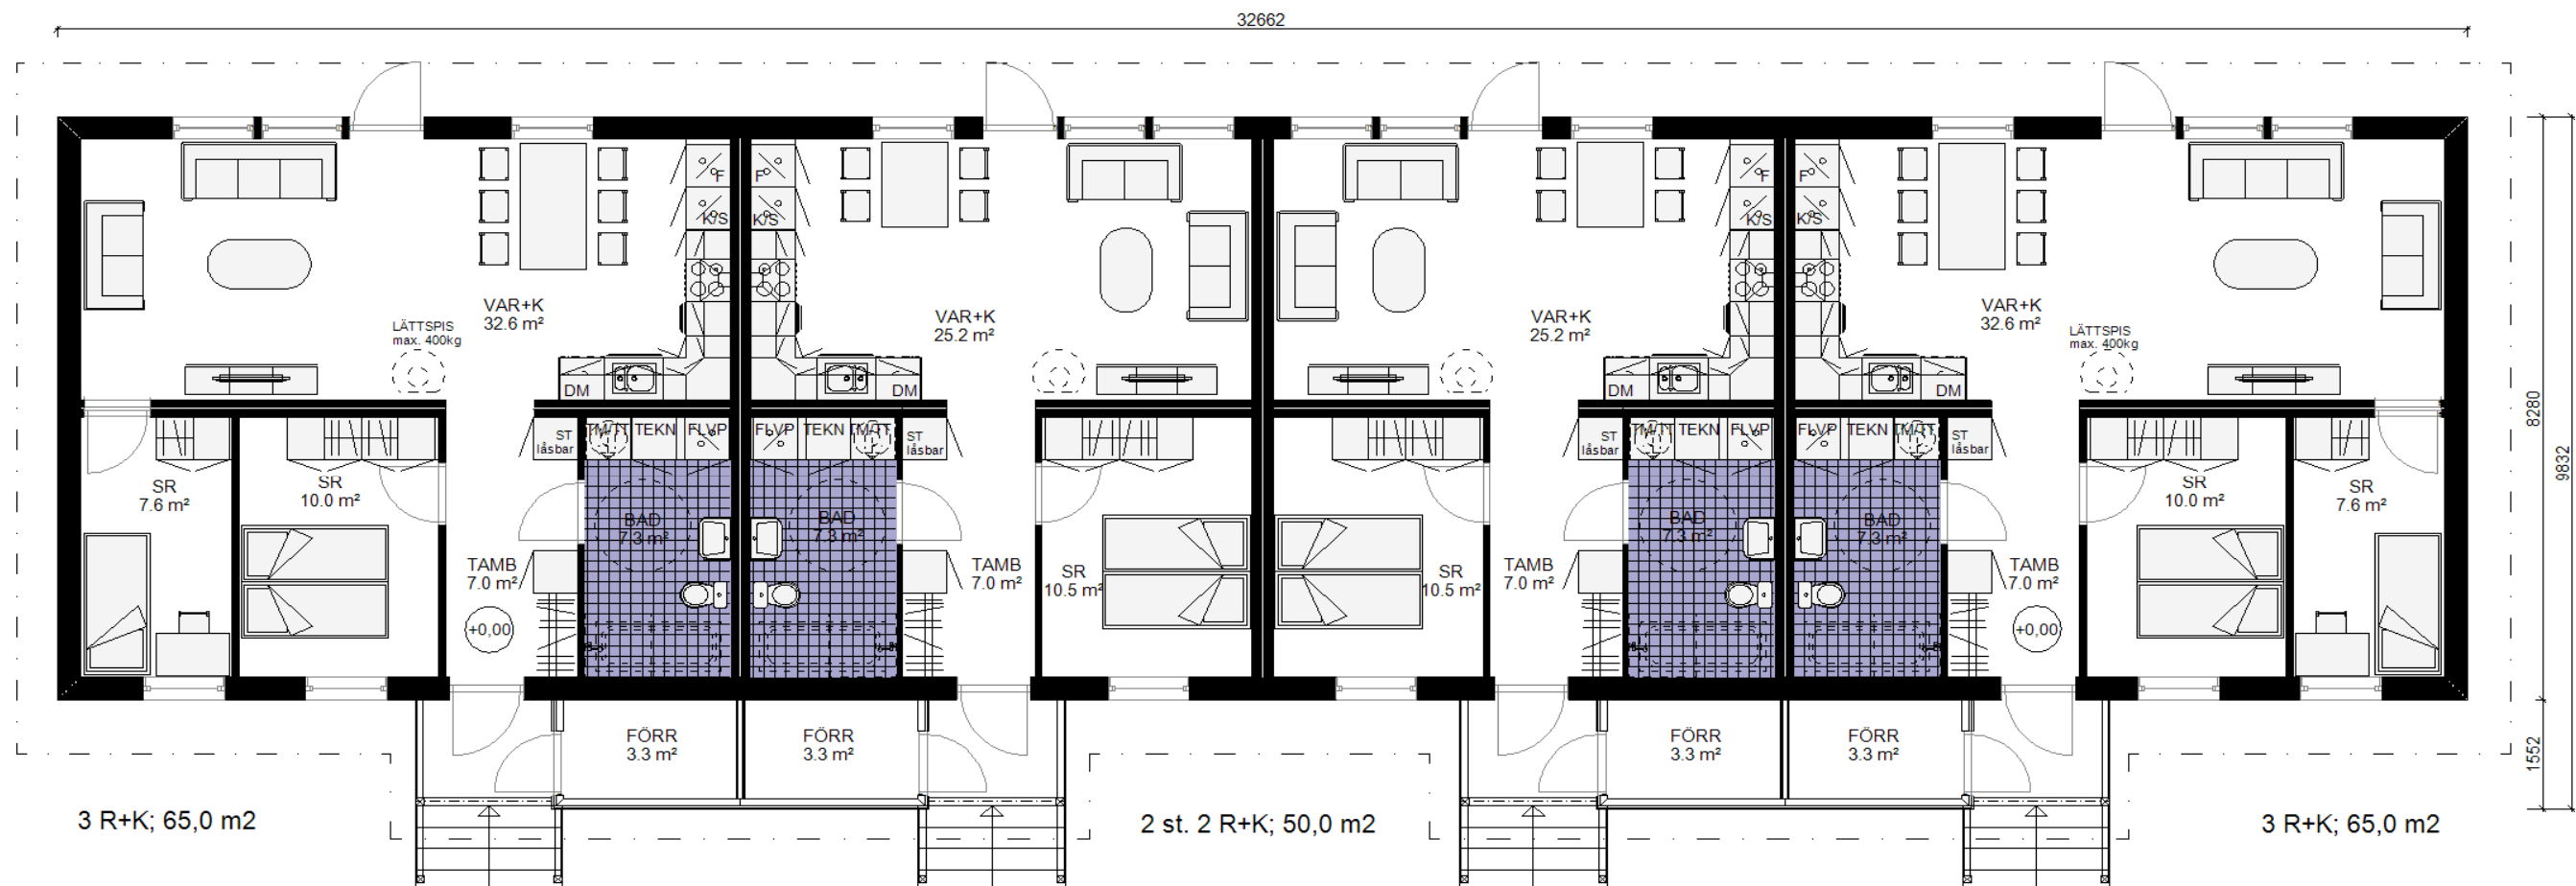 32662
F
F
F
F
K/S
K/S
K/S
K/S
VAR+K
32.6 m²
VAR+K
25.2 m²
VAR+K
25.2 m²
VAR+K
32.6 m²
LÄTTSPIS
max. 400kg
LÄTTSPIS
max. 400kg
DM
DM
DM
DM
8280
9832
1552
TM/TT TEKN FLVP
FLVP TEKN TM/TT
TM/TT TEKN FLVP
FLVP TEKN TM/TT
ST
låsbar
ST
låsbar
ST
låsbar
ST
låsbar
SR
7.6 m²
SR
10.0 m²
SR
10.0 m²
SR
7.6 m²
BAD
7.3 m²
BAD
7.3 m²
BAD
7.3 m²
BAD
7.3 m²
TAMB
7.0 m²
TAMB
7.0 m²
SR
10.5 m²
SR
10.5 m²
TAMB
7.0 m²
TAMB
7.0 m²
+0,00
+0,00
FÖRR
3.3 m²
FÖRR
3.3 m²
FÖRR
3.3 m²
FÖRR
3.3 m²
3 R+K; 65,0 m2
2 st. 2 R+K; 50,0 m2
3 R+K; 65,0 m2